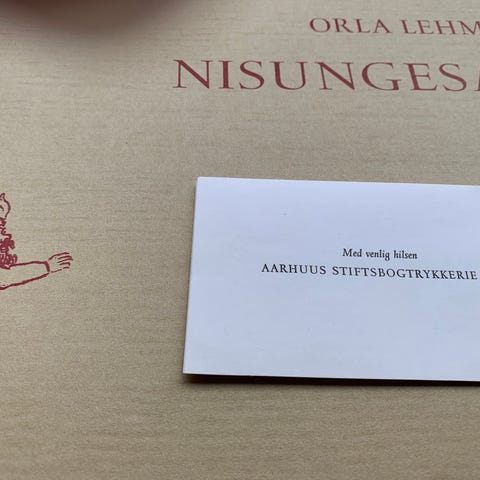 ORLA LEHM
NISUNGES
Med venlig hilsen
AARHUUS STIFTSBOGTRYKKERIE